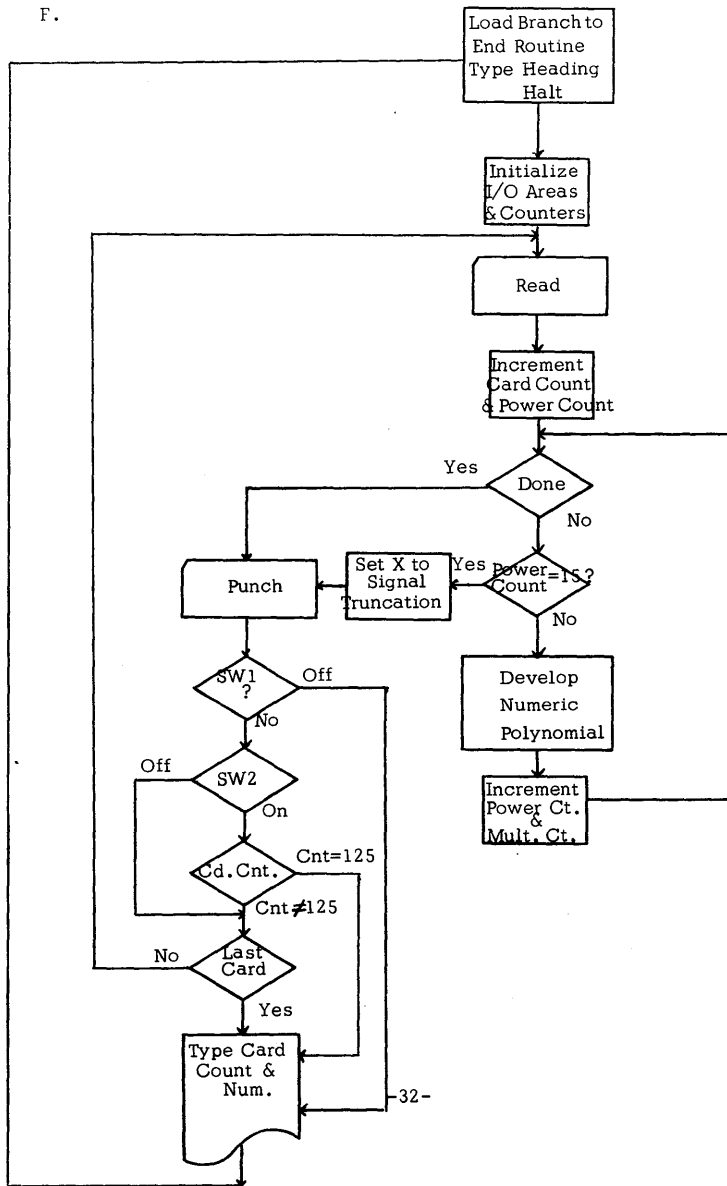 F.
Load Branch to
End Routine
Type Heading
Halt
Initialize
I/O Areas
& Counters
Read
Increment
Card Count
& Power Count
Yes
Done
No
Punch
Set X to
Signal
Truncation
Yes
Power
Count =15?
No
SW1
?
Off
No
Develop
Numeric
Polynomial
Off
SW2
On
Increment
Power Ct.
&
Mult. Ct.
Cd.Cnt.
Cnt=125
Cnt≠125
No
Last
Card
Yes
Type Card
Count &
Num.
-32-